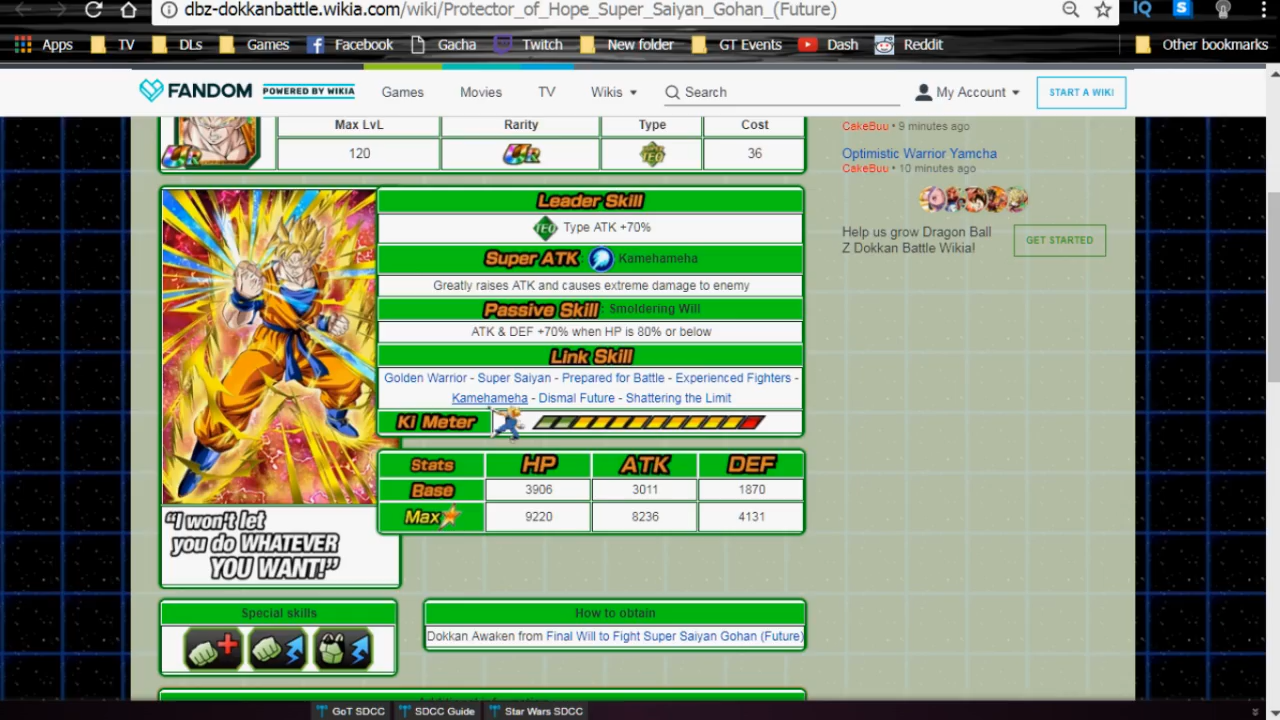 dbz-dokkanbattle.wikia.com/wiki/Protector_of_Hope_Super_Saiyan_Gohan_(Future)
IQ S
Apps TV DLs Games Facebook Gacha Twitch New folder GT Events Dash Reddit Other bookmarks
FANDOM POWERED BY WIKIA Games Movies TV Wikis Search My Account START A WIKI
Max LvL Rarity Type Cost
120 UR TEQ 36
UR
CakeBuu • 9 minutes ago
Optimistic Warrior Yamcha
CakeBuu • 10 minutes ago
Help us grow Dragon Ball
Z Dokkan Battle Wikia!
GET STARTED
Leader Skill
TEQ Type ATK +70%
Super ATK Kamehameha
Greatly raises ATK and causes extreme damage to enemy
Passive Skill: Smoldering Will
ATK & DEF +70% when HP is 80% or below
Link Skill
Golden Warrior - Super Saiyan - Prepared for Battle - Experienced Fighters -
Kamehameha - Dismal Future - Shattering the Limit
Ki Meter
Stats HP ATK DEF
Base 3906 3011 1870
Max 9220 8236 4131
"I won't let
you do WHATEVER
YOU WANT!"
Special skills
How to obtain
Dokkan Awaken from Final Will to Fight Super Saiyan Gohan (Future)
Additional information
GoT SDCC SDCC Guide Star Wars SDCC